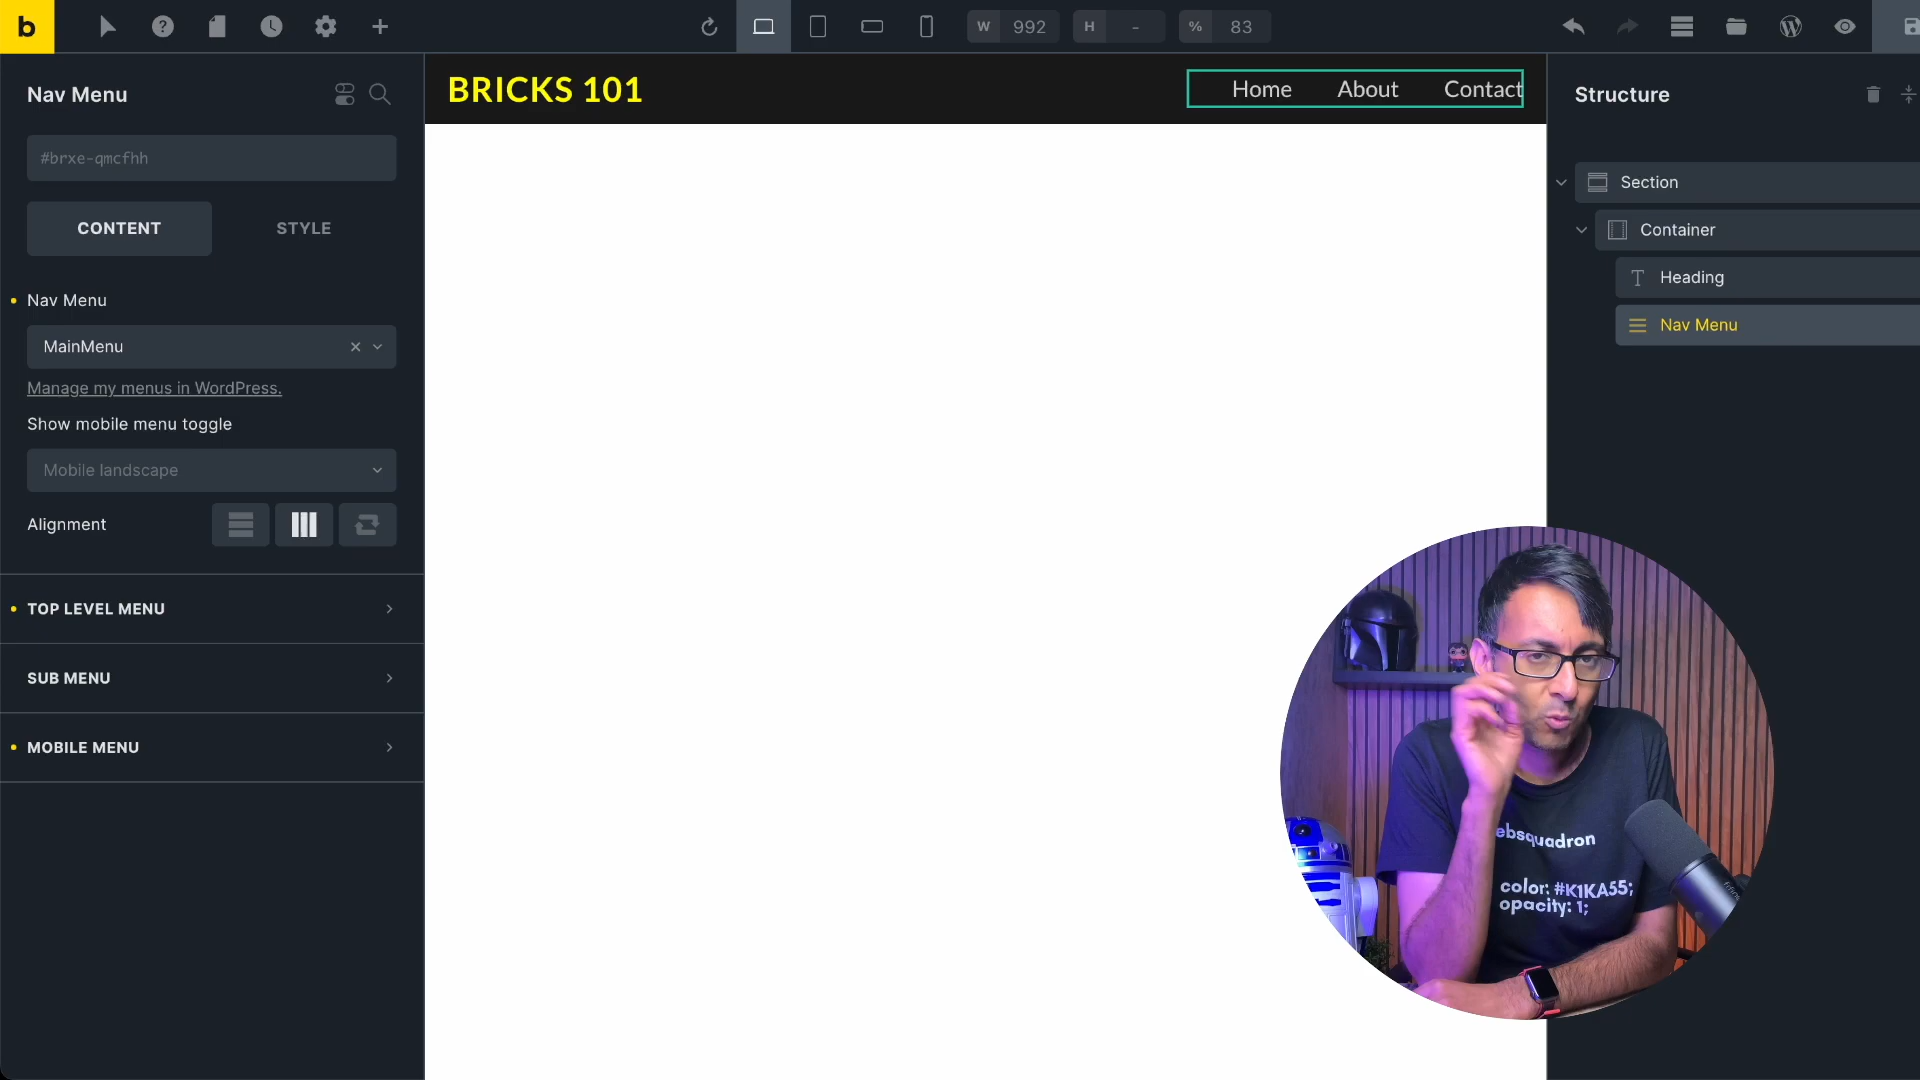 b
?
W 992
H -
% 83
Nav Menu
#brxe-qmcfhh
CONTENT
STYLE
Nav Menu
MainMenu
Manage my menus in WordPress.
Show mobile menu toggle
Mobile landscape
Alignment
TOP LEVEL MENU
SUB MENU
MOBILE MENU
BRICKS 101
Home
About
Contact
Structure
Section
Container
Heading
Nav Menu
ebsquadron
color: #K1KA55;
opacity: 1;